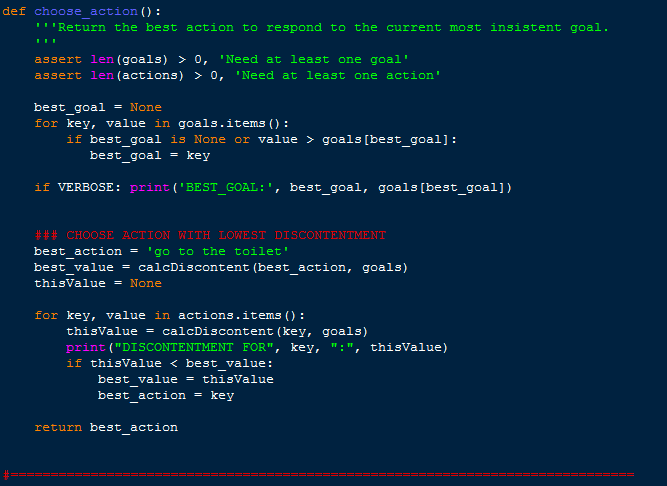 def choose_action():
    '''Return the best action to respond to the current most insistent goal.
    '''
    assert len(goals) > 0, 'Need at least one goal'
    assert len(actions) > 0, 'Need at least one action'

    best_goal = None
    for key, value in goals.items():
        if best_goal is None or value > goals[best_goal]:
           best_goal = key

    if VERBOSE: print('BEST_GOAL:', best_goal, goals[best_goal])


    ### CHOOSE ACTION WITH LOWEST DISCONTENTMENT
    best_action = 'go to the toilet'
    best_value = calcDiscontent(best_action, goals)
    thisValue = None

    for key, value in actions.items():
        thisValue = calcDiscontent(key, goals)
        print("DISCONTENTMENT FOR", key, ":", thisValue)
        if thisValue < best_value:
            best_value = thisValue
            best_action = key

    return best_action


#==============================================================================